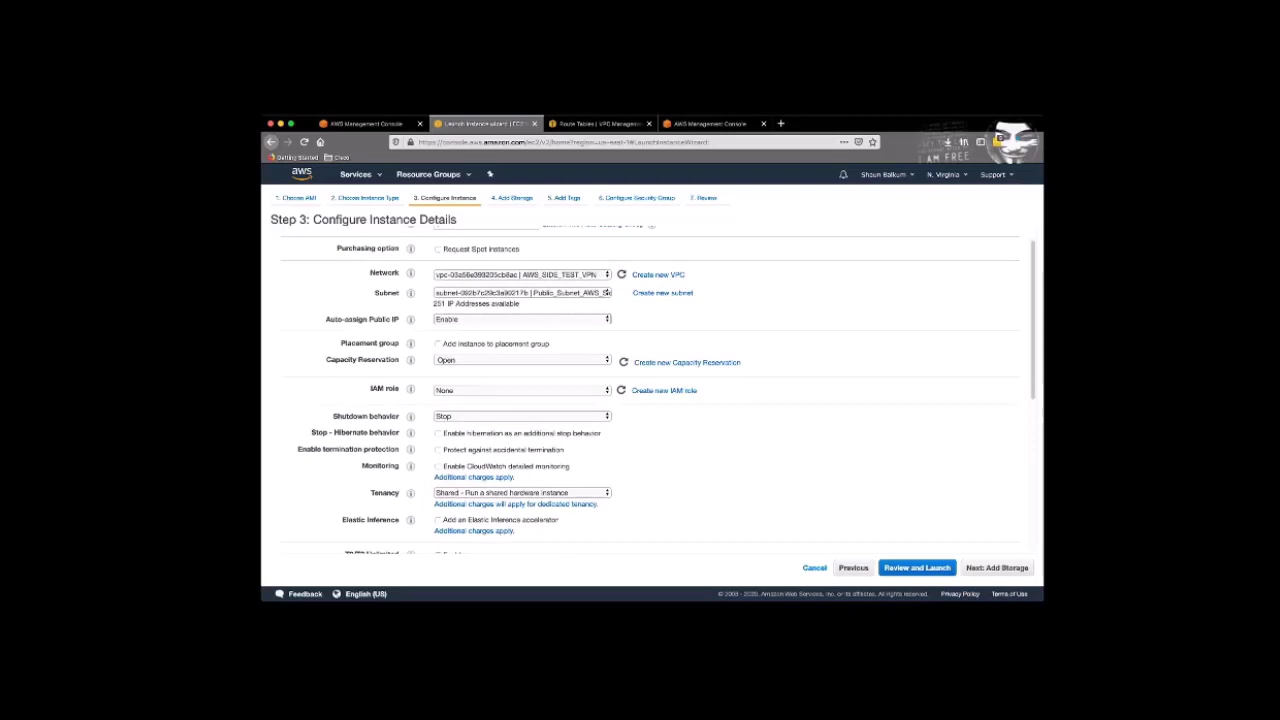 AWS Management Console
Launch instance wizard | EC2
Route Tables | VPC Managem
AWS Management Console
https://console.aws.amazon.com/ec2/v2/home?region=us-east-1#LaunchInstanceWizard:
Getting Started
Cisco
I AM FREE
aws
Services
Resource Groups
Shaun Balkum
N. Virginia
Support
1. Choose AMI
2. Choose Instance Type
3. Configure Instance
4. Add Storage
5. Add Tags
6. Configure Security Group
7. Review
Step 3: Configure Instance Details
Purchasing option
Request Spot instances
Network
| AWS_SIDE_TEST_VPN
Create new VPC
Subnet
| Public_Subnet_AWS_S
Create new subnet
251 IP Addresses available
Auto-assign Public IP
Enable
Placement group
Add instance to placement group
Capacity Reservation
Open
Create new Capacity Reservation
IAM role
None
Create new IAM role
Shutdown behavior
Stop
Stop - Hibernate behavior
Enable hibernation as an additional stop behavior
Enable termination protection
Protect against accidental termination
Monitoring
Enable CloudWatch detailed monitoring
Additional charges apply.
Tenancy
Shared - Run a shared hardware instance
Additional charges will apply for dedicated tenancy.
Elastic Inference
Add an Elastic Inference accelerator
Additional charges apply.
Cancel
Previous
Review and Launch
Next: Add Storage
Feedback
English (US)
© 2008 - 2020, Amazon Web Services, Inc. or its affiliates. All rights reserved.
Privacy Policy
Terms of Use